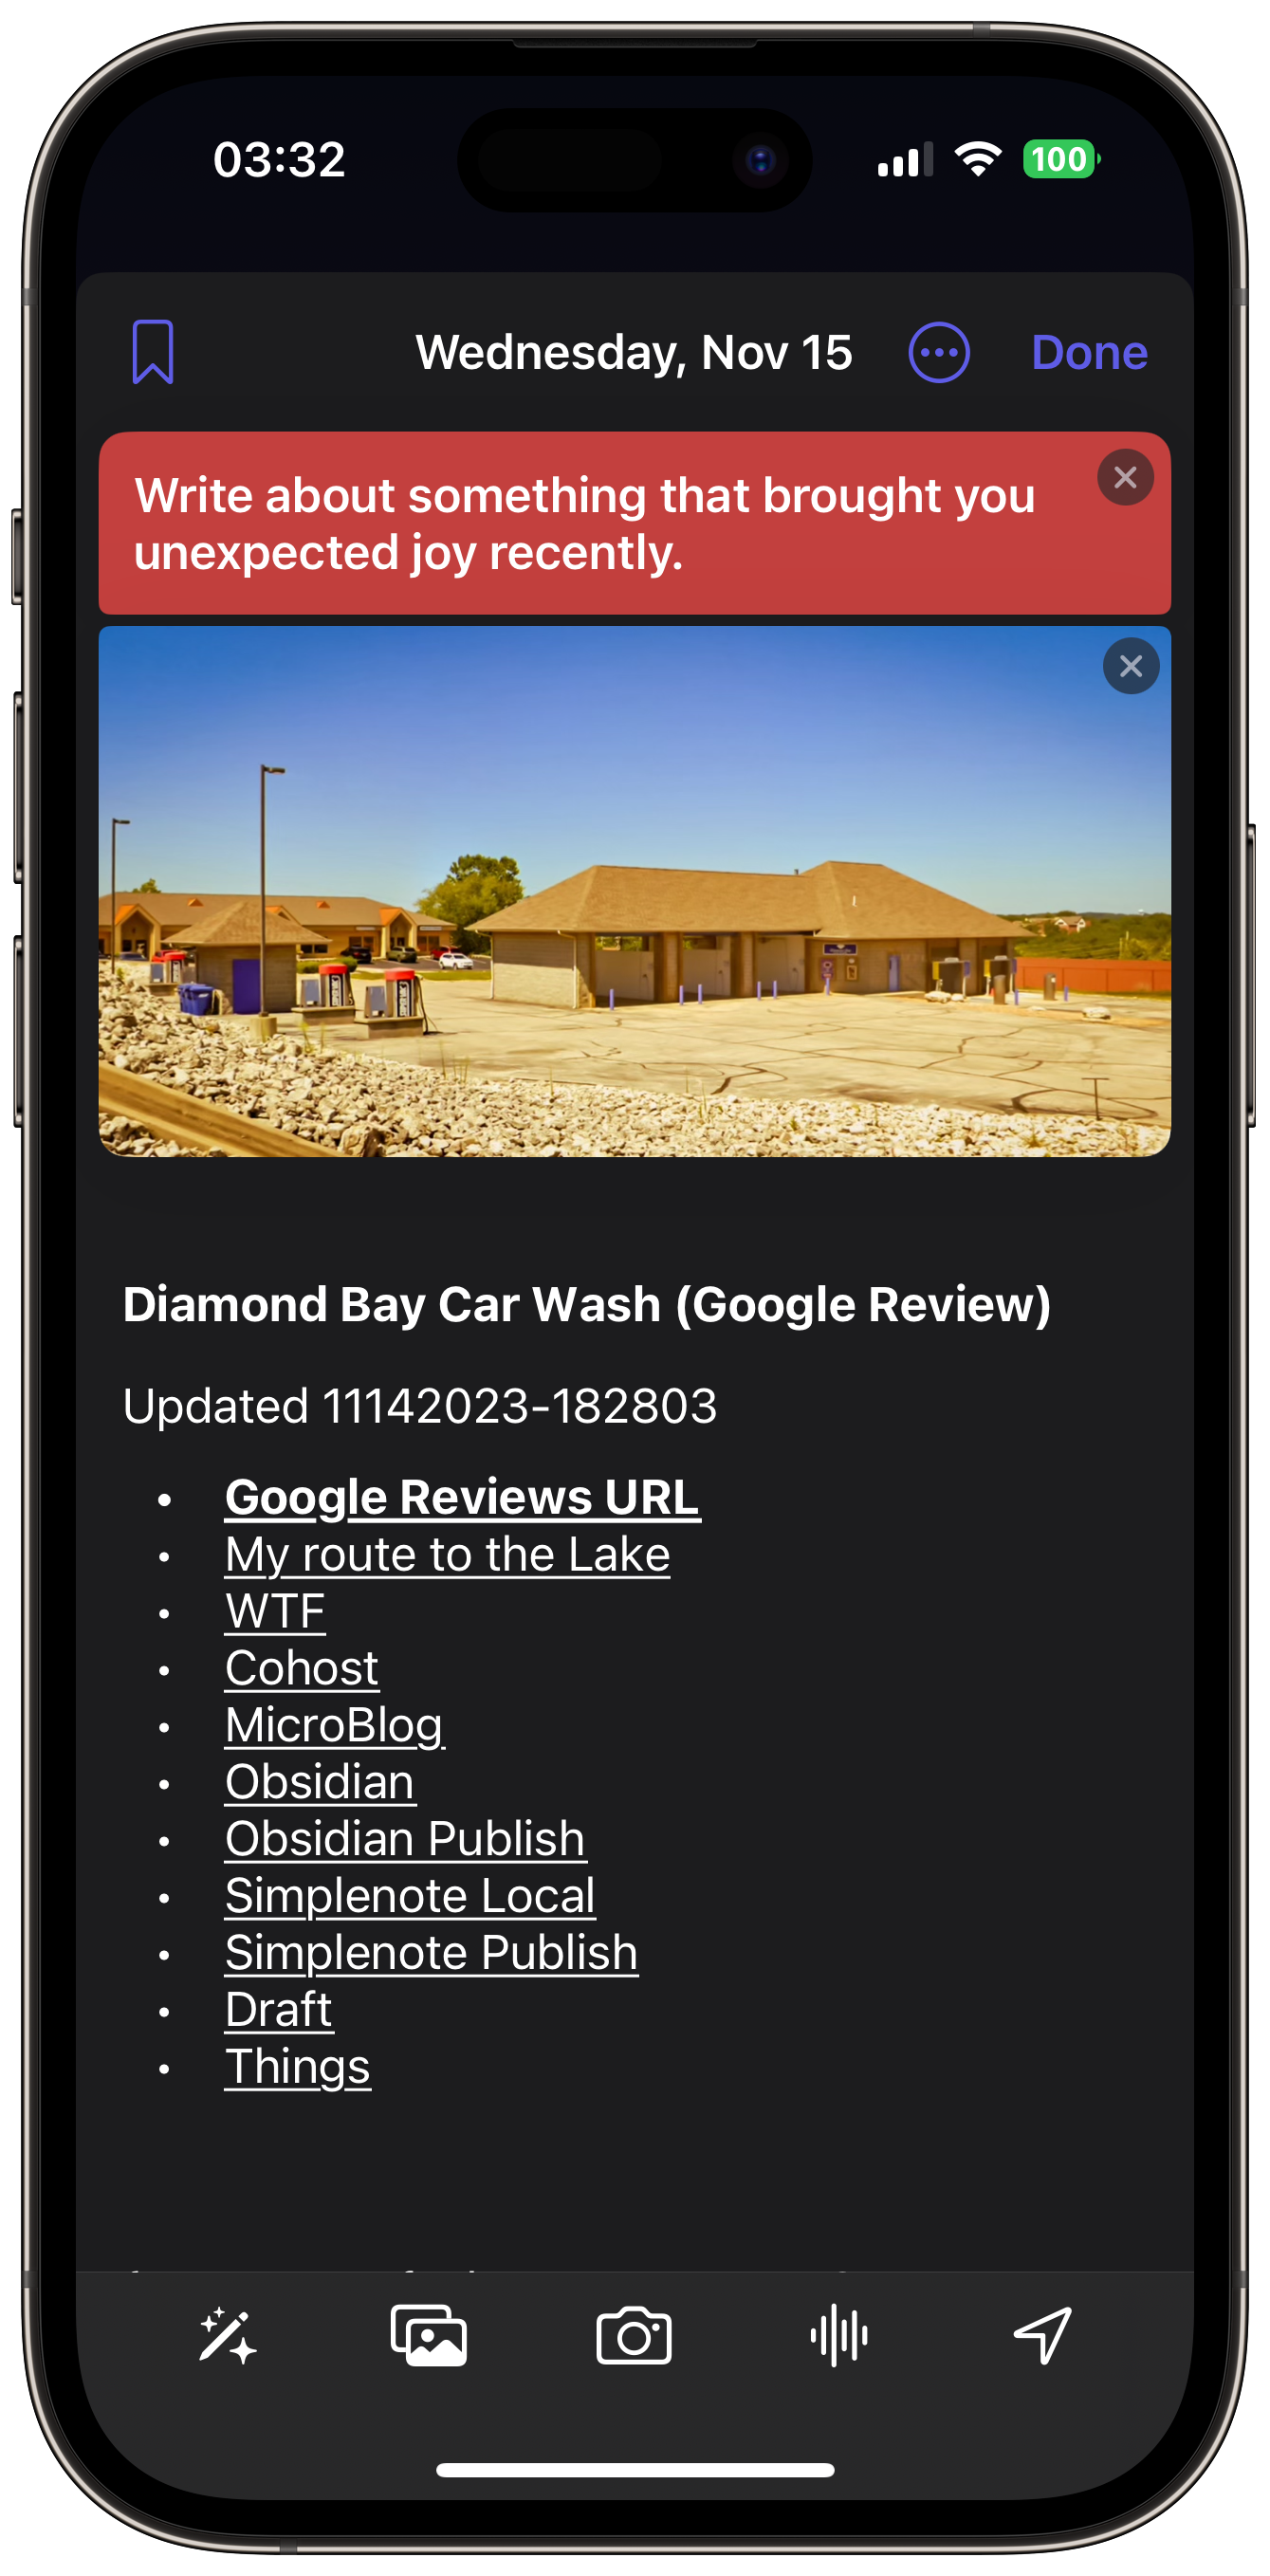 03:32
100
Wednesday, Nov 15
Done
Write about something that brought you
unexpected joy recently.
Diamond Bay Car Wash (Google Review)
Updated 11142023-182803
• Google Reviews URL
• My route to the Lake
• WTF
• Cohost
• MicroBlog
• Obsidian
• Obsidian Publish
• Simplenote Local
• Simplenote Publish
• Draft
• Things